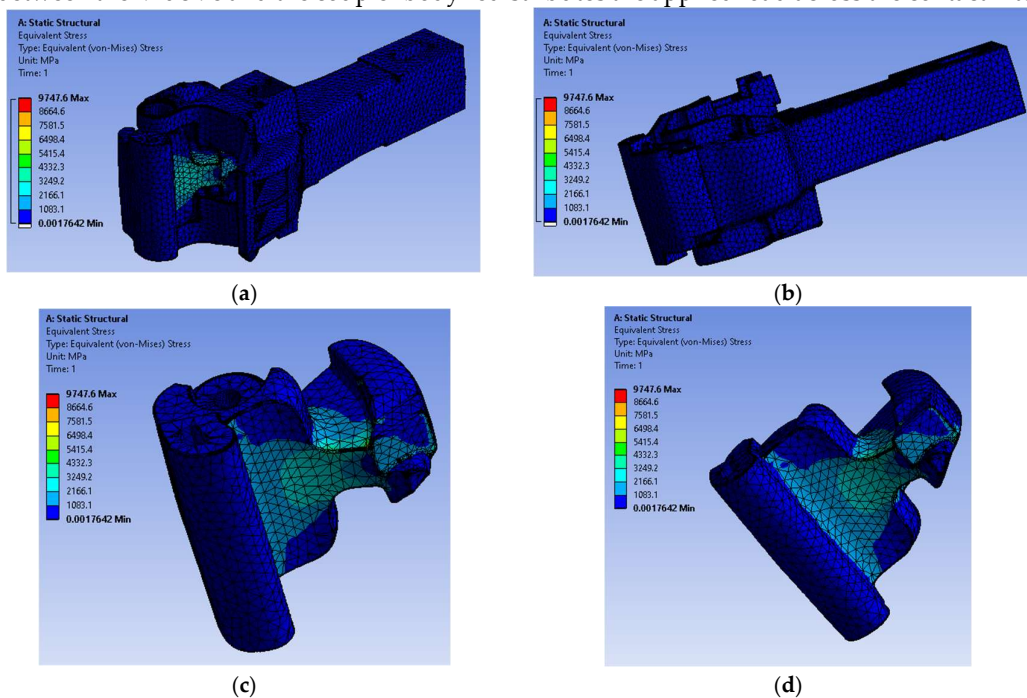 A: Static Structural
Equivalent Stress
Type: Equivalent (von-Mises) Stress
Unit: MPa
Time: 1
9747.6 Max
8664.6
7581.5
6498.4
5415.4
4332.3
3249.2
2166.1
1083.1
0.0017642 Min
(a)
A: Static Structural
Equivalent Stress
Type: Equivalent (von-Mises) Stress
Unit: MPa
Time: 1
9747.6 Max
8664.6
7581.5
6498.4
5415.4
4332.3
3249.2
2166.1
1083.1
0.0017642 Min
(b)
A: Static Structural
Equivalent Stress
Type: Equivalent (von-Mises) Stress
Unit: MPa
Time: 1
9747.6 Max
8664.6
7581.5
6498.4
5415.4
4332.3
3249.2
2166.1
1083.1
0.0017642 Min
(c)
A: Static Structural
Equivalent Stress
Type: Equivalent (von-Mises) Stress
Unit: MPa
Time: 1
9747.6 Max
8664.6
7581.5
6498.4
5415.4
4332.3
3249.2
2166.1
1083.1
0.0017642 Min
(d)